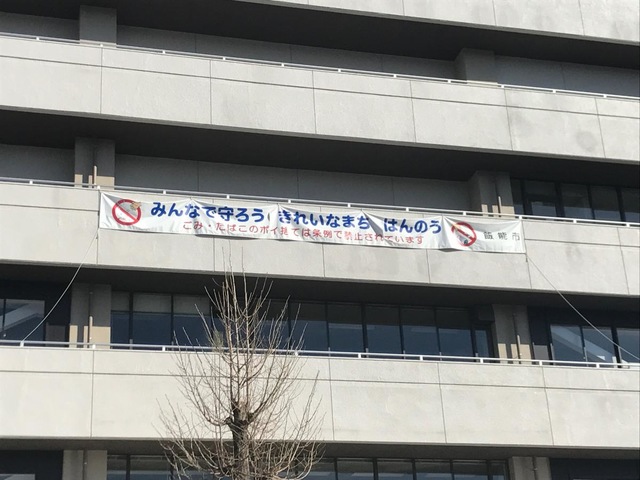 みんなで守ろう きれいなまち はんのう
ごみ・たばこのポイ捨ては条例で禁止されています
飯能市